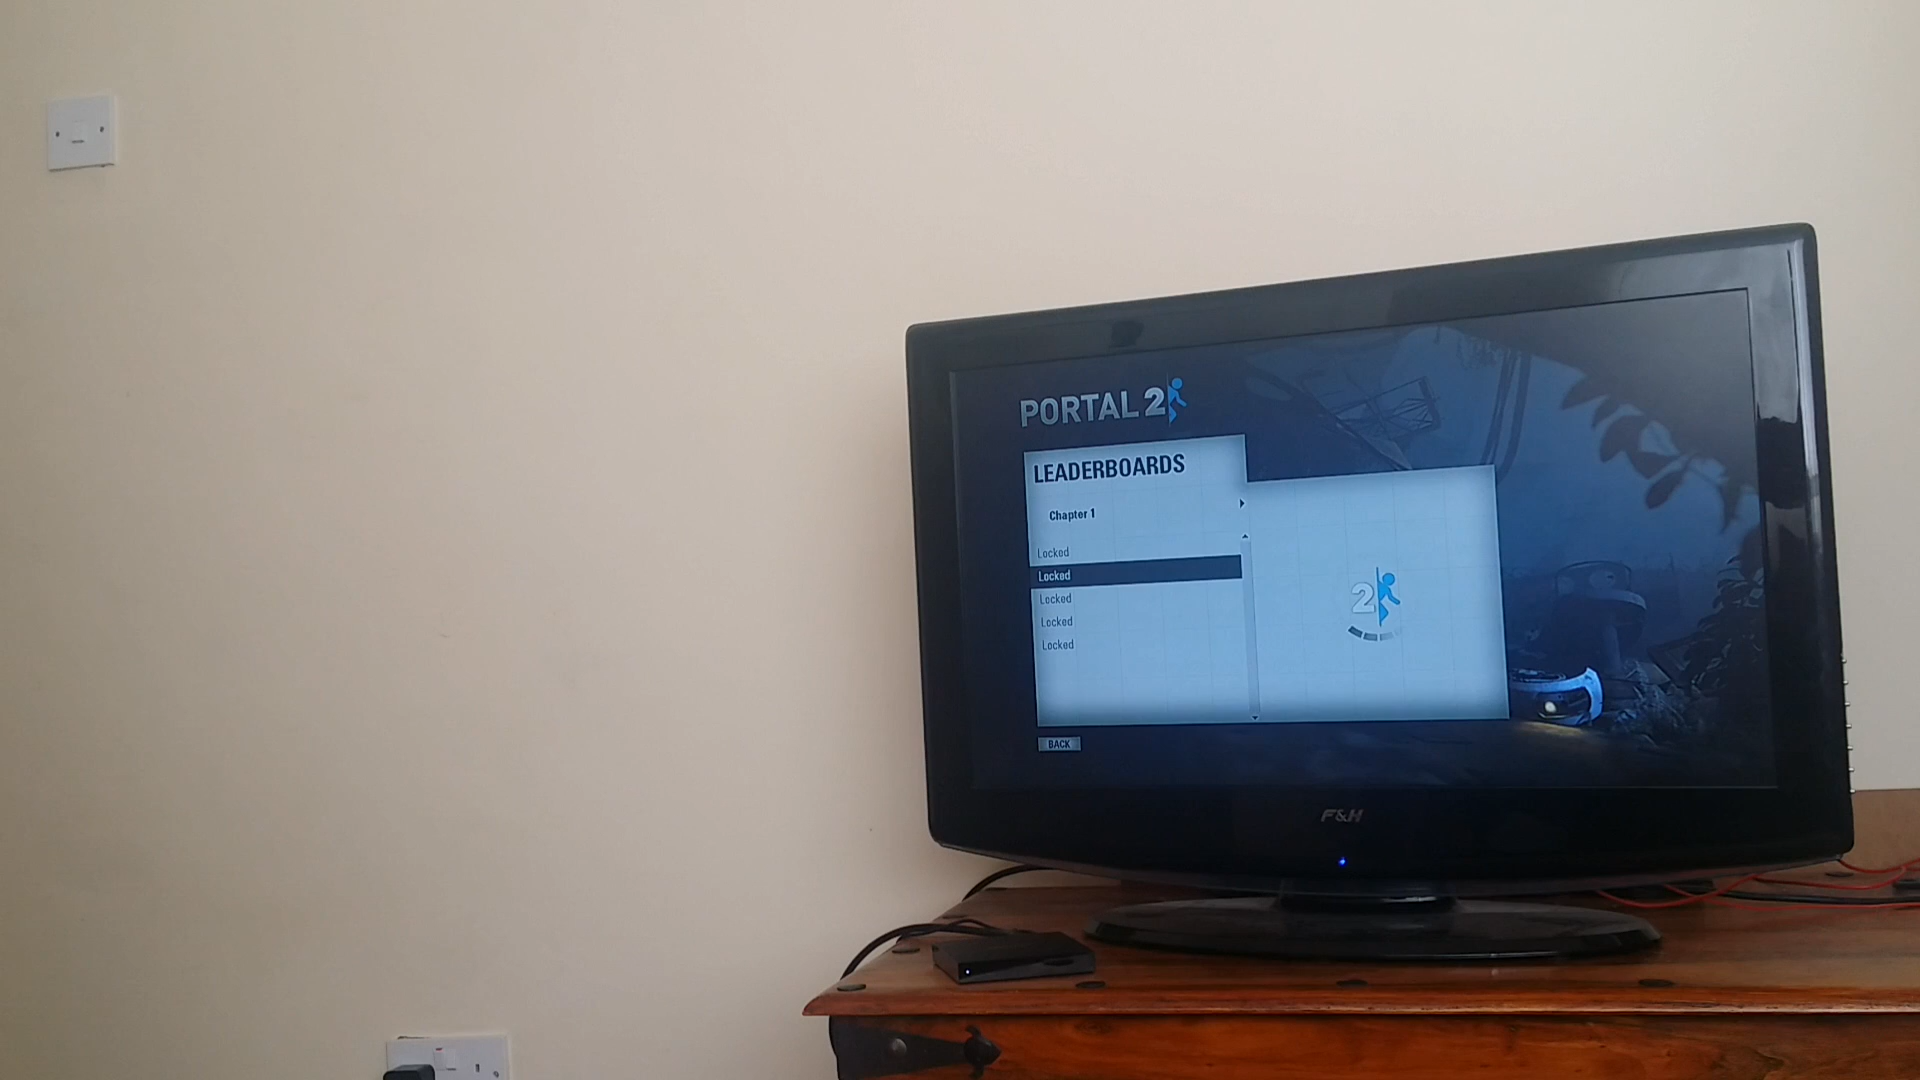 PORTAL 2
LEADERBOARDS
Chapter 1
Locked
Locked
Locked
Locked
Locked
2
BACK
F&H